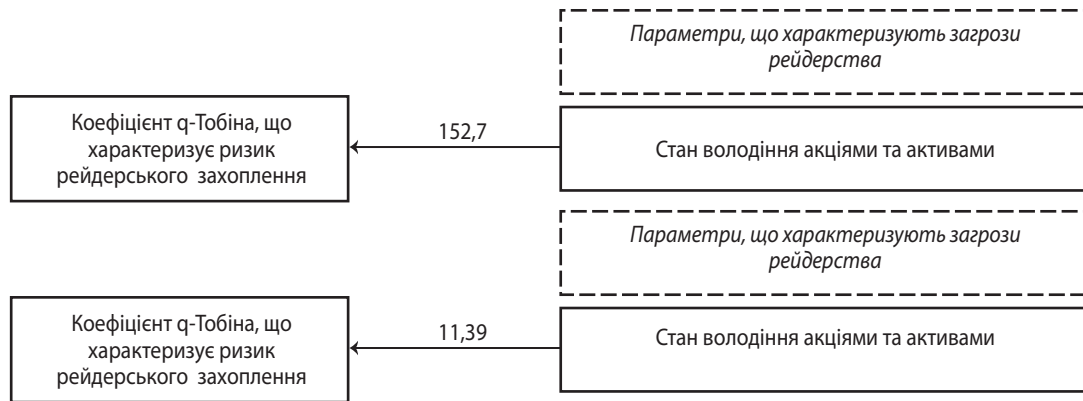 Параметри, що характеризують загрози
рейдерства
Коефіцієнт q-Тобіна, що
характеризує ризик
рейдерського захоплення
152,7
Стан володіння акціями та активами
Параметри, що характеризують загрози
рейдерства
Коефіцієнт q-Тобіна, що
характеризує ризик
рейдерського захоплення
11,39
Стан володіння акціями та активами